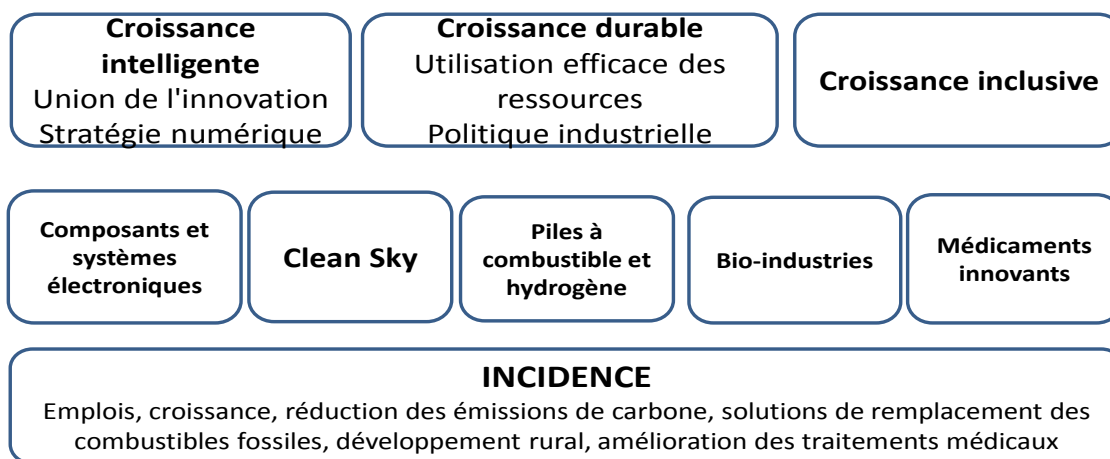 Croissance
intelligente
Union de l'innovation
Stratégie numérique
Croissance durable
Utilisation efficace des
ressources
Politique industrielle
Croissance inclusive
Composants et
systèmes
électroniques
Clean Sky
Piles à
combustible et
hydrogène
Bio-industries
Médicaments
innovants
INCIDENCE
Emplois, croissance, réduction des émissions de carbone, solutions de remplacement des
combustibles fossiles, développement rural, amélioration des traitements médicaux